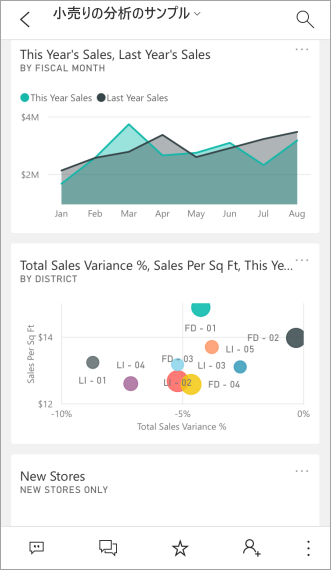 小売りの分析のサンプル
This Year's Sales, Last Year's Sales
BY FISCAL MONTH
This Year Sales Last Year Sales
$4M
$2M
Jan Feb Mar Apr May Jun Jul Aug
Total Sales Variance %, Sales Per Sq Ft, This Ye...
BY DISTRICT
Sales Per Sq Ft
$14
$12
FD - 01
FD - 02
LI - 05
FD - 03
LI - 04
LI - 03
LI - 01
LI - 02
FD - 04
-10% -5% 0%
Total Sales Variance %
New Stores
NEW STORES ONLY